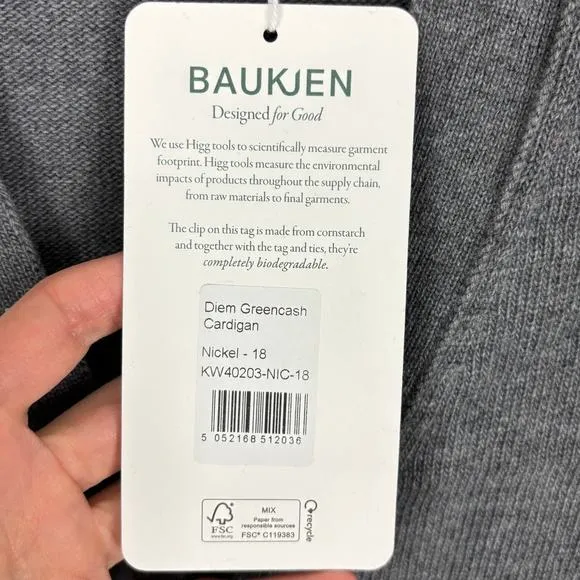 BAUKJEN
Designed for Good
We use Higg tools to scientifically measure garment
footprint. Higg tools measure the environmental
impacts of products throughout the supply chain,
from raw materials to final garments.
The clip on this tag is made from cornstarch
and together with the tag and ties, they're
completely biodegradable.
Diem Greencash
Cardigan
Nickel - 18
KW40203-NIC-18
5 052168 512036
FSC
www.fsc.org
MIX
Paper from
responsible sources
FSC® C119383
recycle